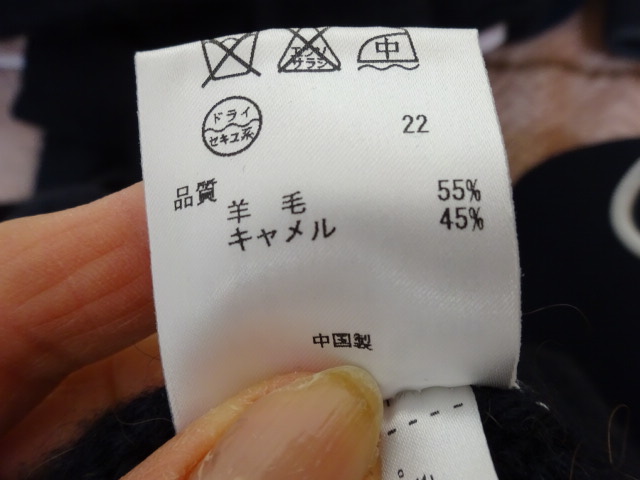 エンソ
サラシ
中
ドライ
セキユ系
22
品質
羊毛 55%
キャメル 45%
中国製